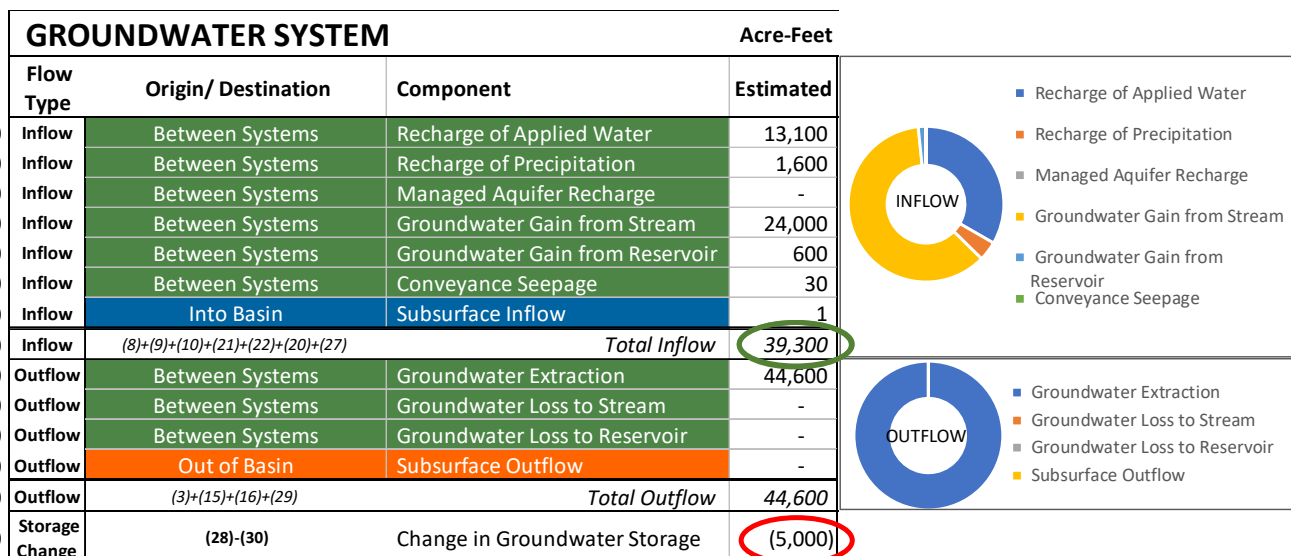 GROUNDWATER SYSTEM Acre-Feet
Flow Type Origin/ Destination Component Estimated
Inflow Between Systems Recharge of Applied Water 13,100
Inflow Between Systems Recharge of Precipitation 1,600
Inflow Between Systems Managed Aquifer Recharge -
Inflow Between Systems Groundwater Gain from Stream 24,000
Inflow Between Systems Groundwater Gain from Reservoir 600
Inflow Between Systems Conveyance Seepage 30
Inflow Into Basin Subsurface Inflow 1
Inflow (8)+(9)+(10)+(21)+(22)+(20)+(27) Total Inflow 39,300
Outflow Between Systems Groundwater Extraction 44,600
Outflow Between Systems Groundwater Loss to Stream -
Outflow Between Systems Groundwater Loss to Reservoir -
Outflow Out of Basin Subsurface Outflow -
Outflow (3)+(15)+(16)+(29) Total Outflow 44,600
Storage Change (28)-(30) Change in Groundwater Storage (5,000)
INFLOW
Recharge of Applied Water
Recharge of Precipitation
Managed Aquifer Recharge
Groundwater Gain from Stream
Groundwater Gain from
Reservoir
Conveyance Seepage
OUTFLOW
Groundwater Extraction
Groundwater Loss to Stream
Groundwater Loss to Reservoir
Subsurface Outflow